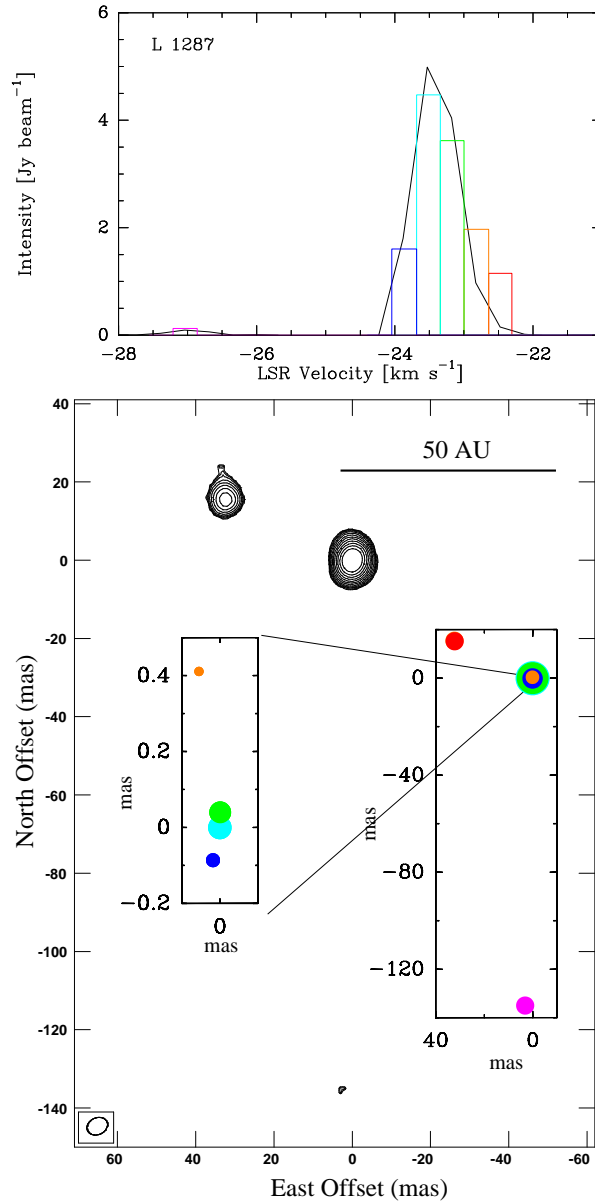 L 1287
Intensity [Jy beam⁻¹]
6
4
2
0
−28 −26 −24 −22
LSR Velocity [km s⁻¹]
North Offset (mas)
40
20
0
-20
-40
-60
-80
-100
-120
-140
50 AU
mas
0.4
0.2
0
−0.2
0
mas
mas
0
−40
−80
−120
40 0
mas
60 40 20 0 -20 -40 -60
East Offset (mas)